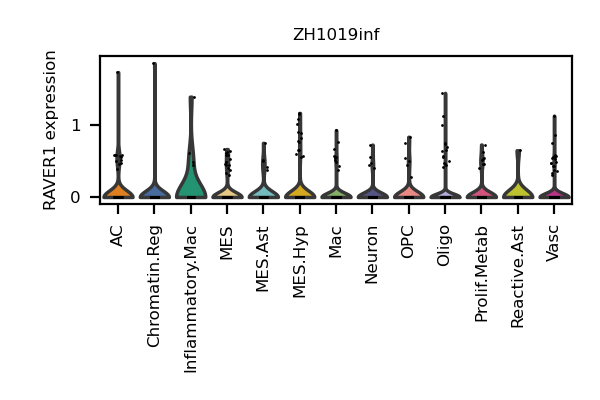 ZH1019inf
RAVER1 expression
1
0
AC
Chromatin.Reg
Inflammatory.Mac
MES
MES.Ast
MES.Hyp
Mac
Neuron
OPC
Oligo
Prolif.Metab
Reactive.Ast
Vasc